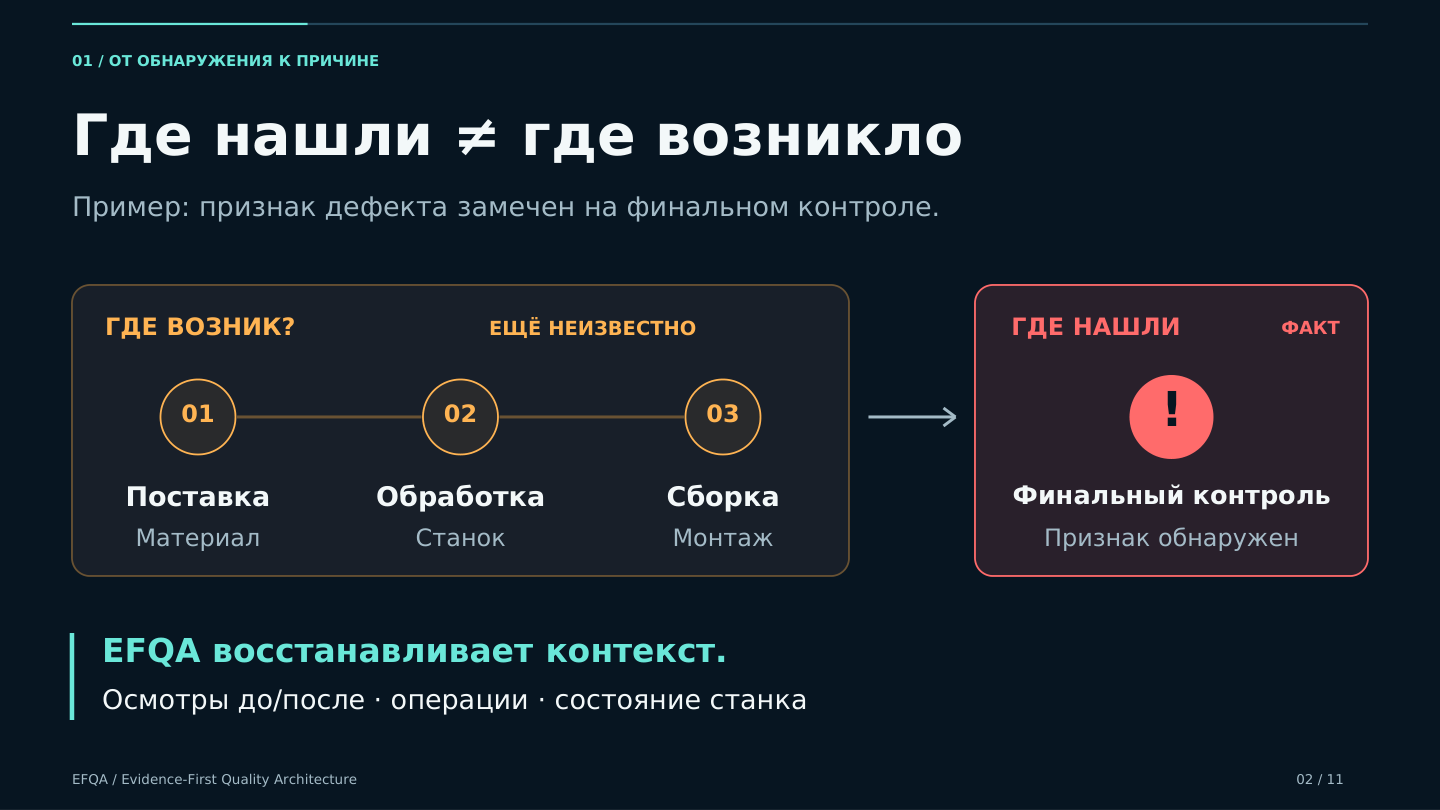 01 / ОТ ОБНАРУЖЕНИЯ К ПРИЧИНЕ
Где нашли ≠ где возникло
Пример: признак дефекта замечен на финальном контроле.
ГДЕ ВОЗНИК?
ЕЩЁ НЕИЗВЕСТНО
01
02
03
Поставка
Обработка
Сборка
Материал
Станок
Монтаж
ГДЕ НАШЛИ
ФАКТ
!
Финальный контроль
Признак обнаружен
EFQA восстанавливает контекст.
Осмотры до/после · операции · состояние станка
EFQA / Evidence-First Quality Architecture
02 / 11